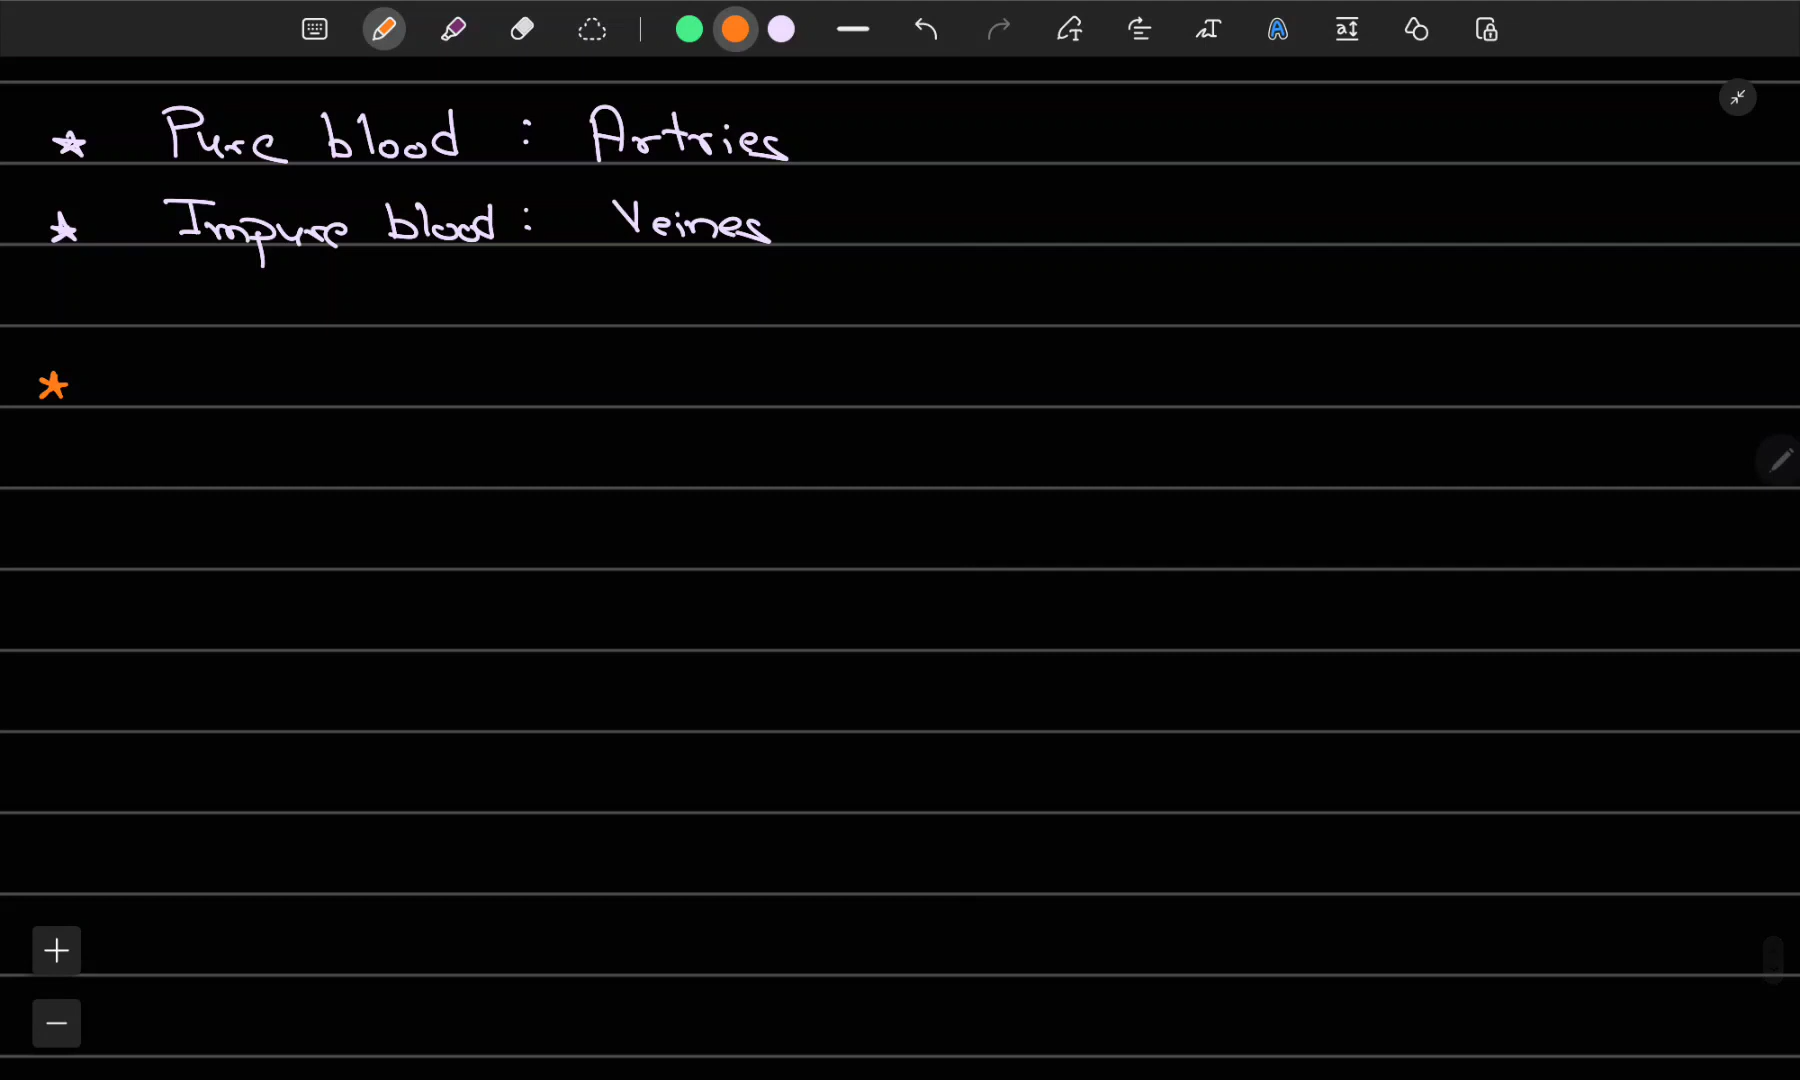 ★ Pure blood : Artries
★ Impure blood : Veines
★